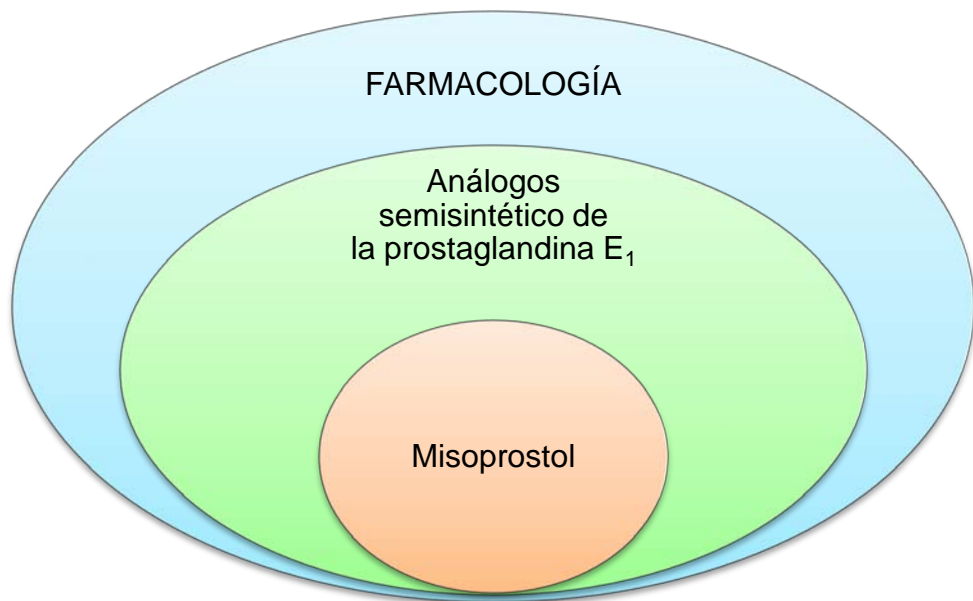 FARMACOLOGÍA
Análogos
semisintético de
la prostaglandina E₁
Misoprostol